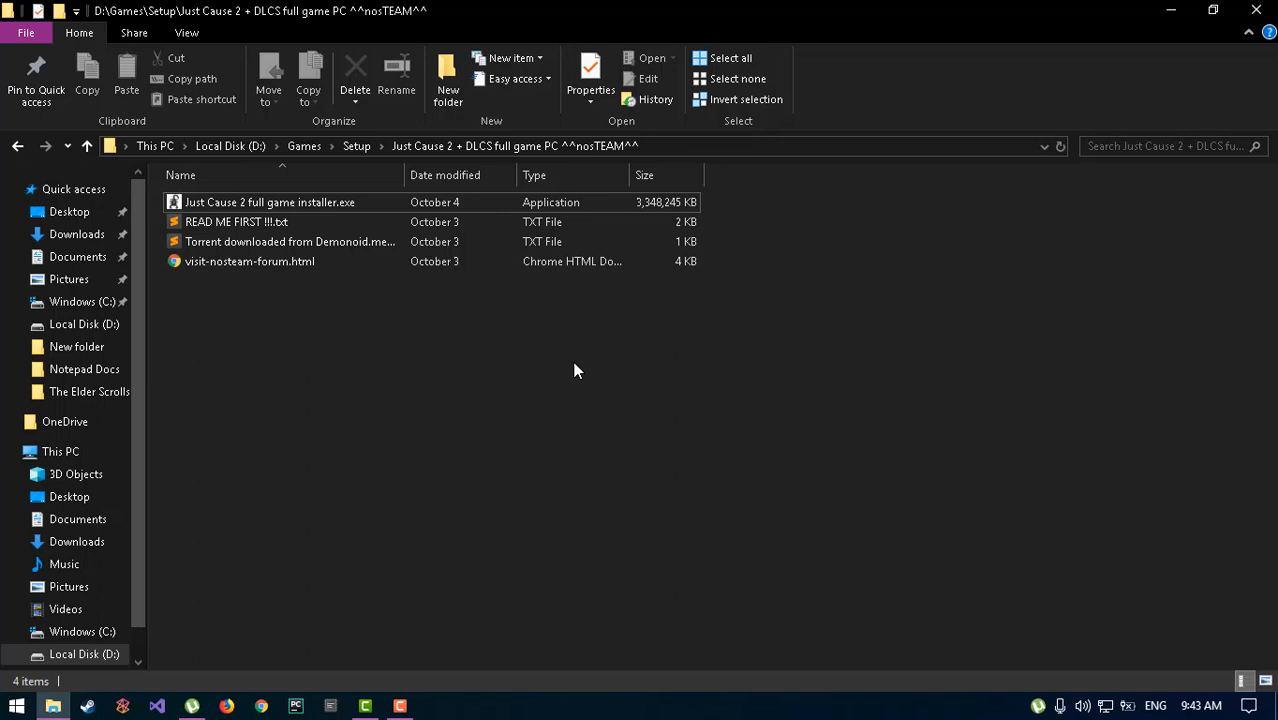 D:\Games\Setup\Just Cause 2 + DLCS full game PC ^^nosTEAM^^
File Home Share View
Pin to Quick access
Copy
Paste
Cut
Copy path
Paste shortcut
Move to
Copy to
Delete
Rename
New folder
New item
Easy access
Properties
Open
Edit
History
Select all
Select none
Invert selection
Clipboard Organize New Open Select
This PC Local Disk (D:) Games Setup Just Cause 2 + DLCS full game PC ^^nosTEAM^^
Search Just Cause 2 + DLCS fu...
Name Date modified Type Size
Just Cause 2 full game installer.exe October 4 Application 3,348,245 KB
READ ME FIRST !!!.txt October 3 TXT File 2 KB
Torrent downloaded from Demonoid.me... October 3 TXT File 1 KB
visit-nosteam-forum.html October 3 Chrome HTML Do... 4 KB
Quick access
Desktop
Downloads
Documents
Pictures
Windows (C:)
Local Disk (D:)
New folder
Notepad Docs
The Elder Scrolls
OneDrive
This PC
3D Objects
Desktop
Documents
Downloads
Music
Pictures
Videos
Windows (C:)
Local Disk (D:)
4 items
ENG 9:43 AM